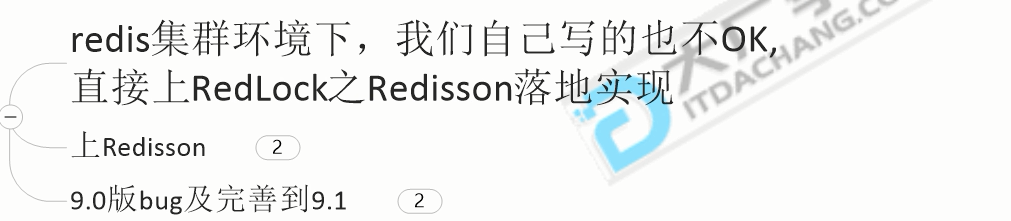 redis集群环境下，我们自己写的也不OK,
直接上RedLock之Redisson落地实现
上Redisson 2
9.0版bug及完善到9.1 2
ITDACHANG.CO